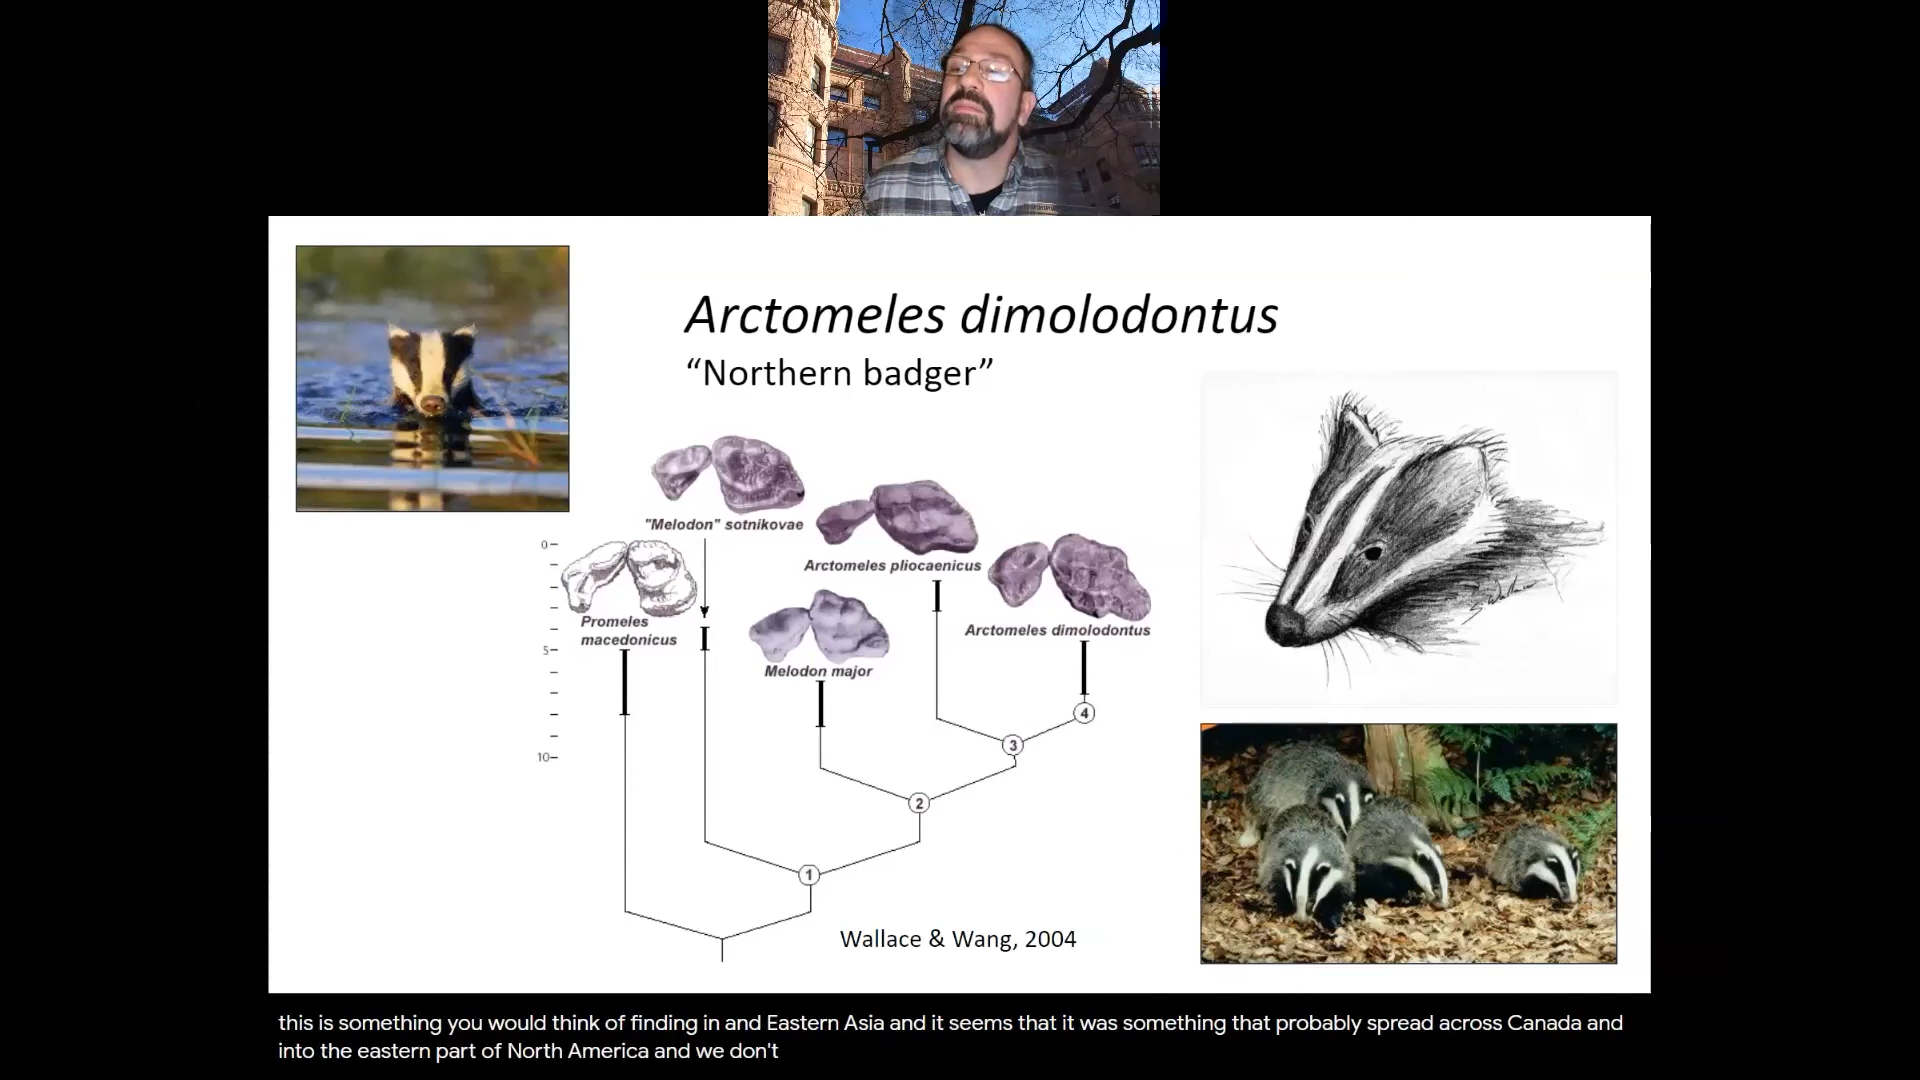 Arctomeles dimolodontus
“Northern badger”
"Melodon" sotnikovae
Arctomeles pliocaenicus
Arctomeles dimolodontus
Promeles
macedonicus
Melodon major
0
5
10
4
3
2
1
S. Wallace
Wallace & Wang, 2004
this is something you would think of finding in and Eastern Asia and it seems that it was something that probably spread across Canada and
into the eastern part of North America and we don't